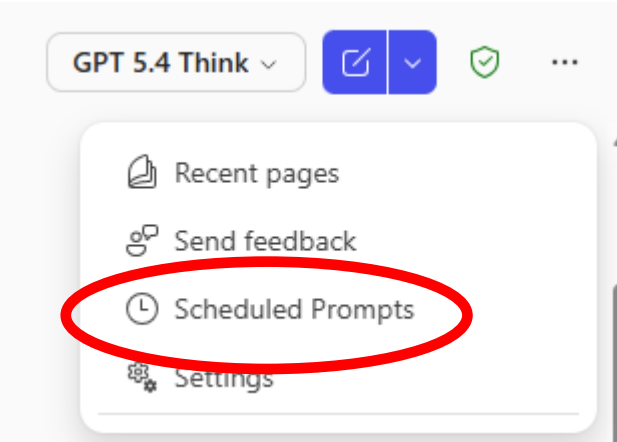 GPT 5.4 Think
Recent pages
Send feedback
Scheduled Prompts
Settings